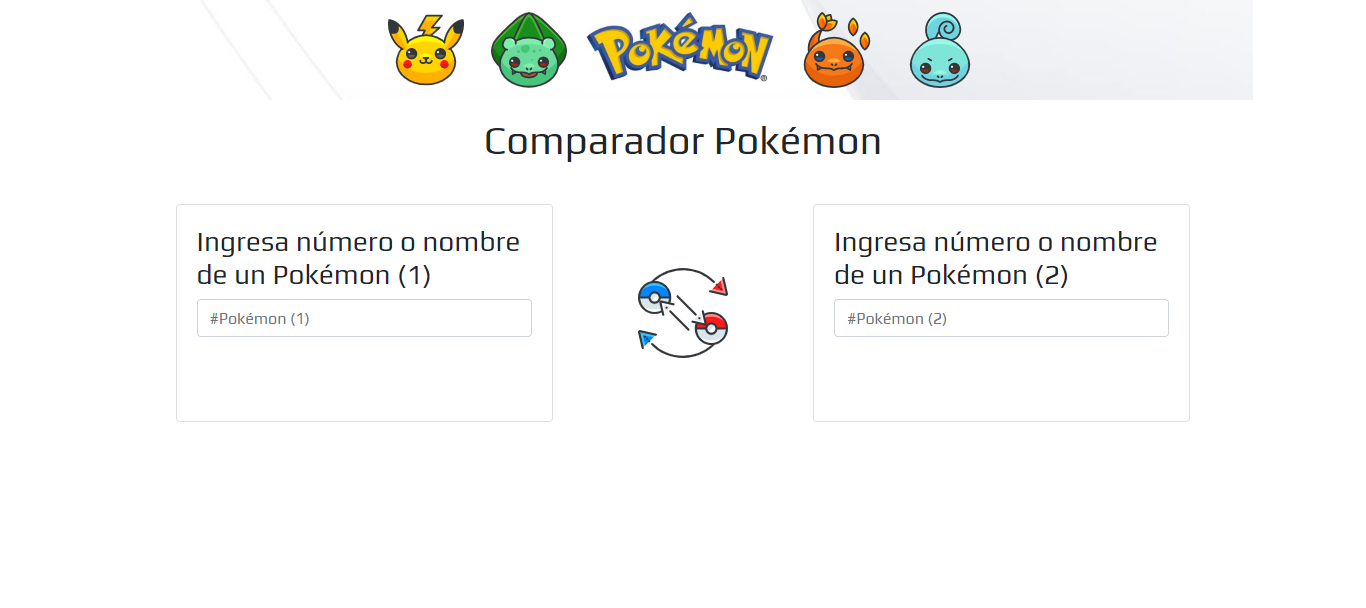 POKéMON®
Comparador Pokémon
Ingresa número o nombre
de un Pokémon (1)
#Pokémon (1)
Ingresa número o nombre
de un Pokémon (2)
#Pokémon (2)